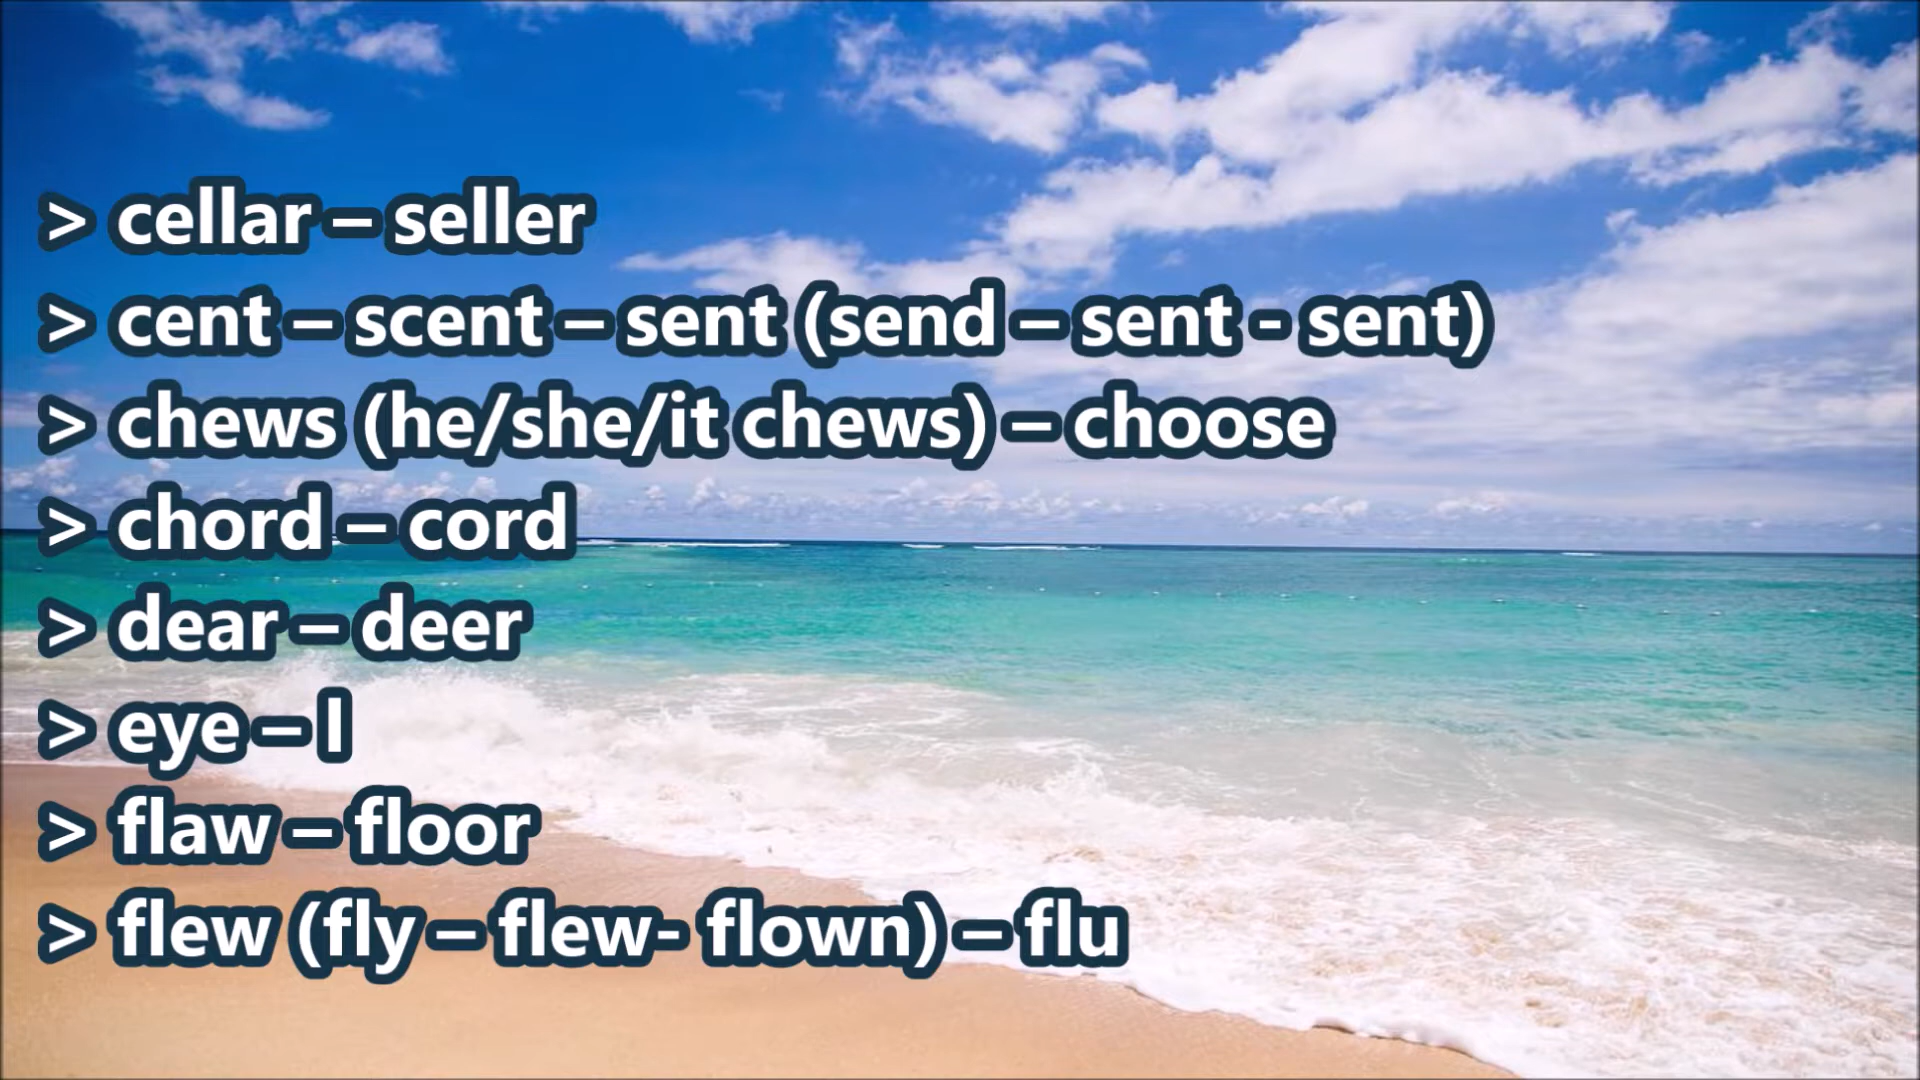 > cellar – seller
> cent – scent – sent (send – sent - sent)
> chews (he/she/it chews) – choose
> chord – cord
> dear – deer
> eye – I
> flaw – floor
> flew (fly – flew- flown) – flu